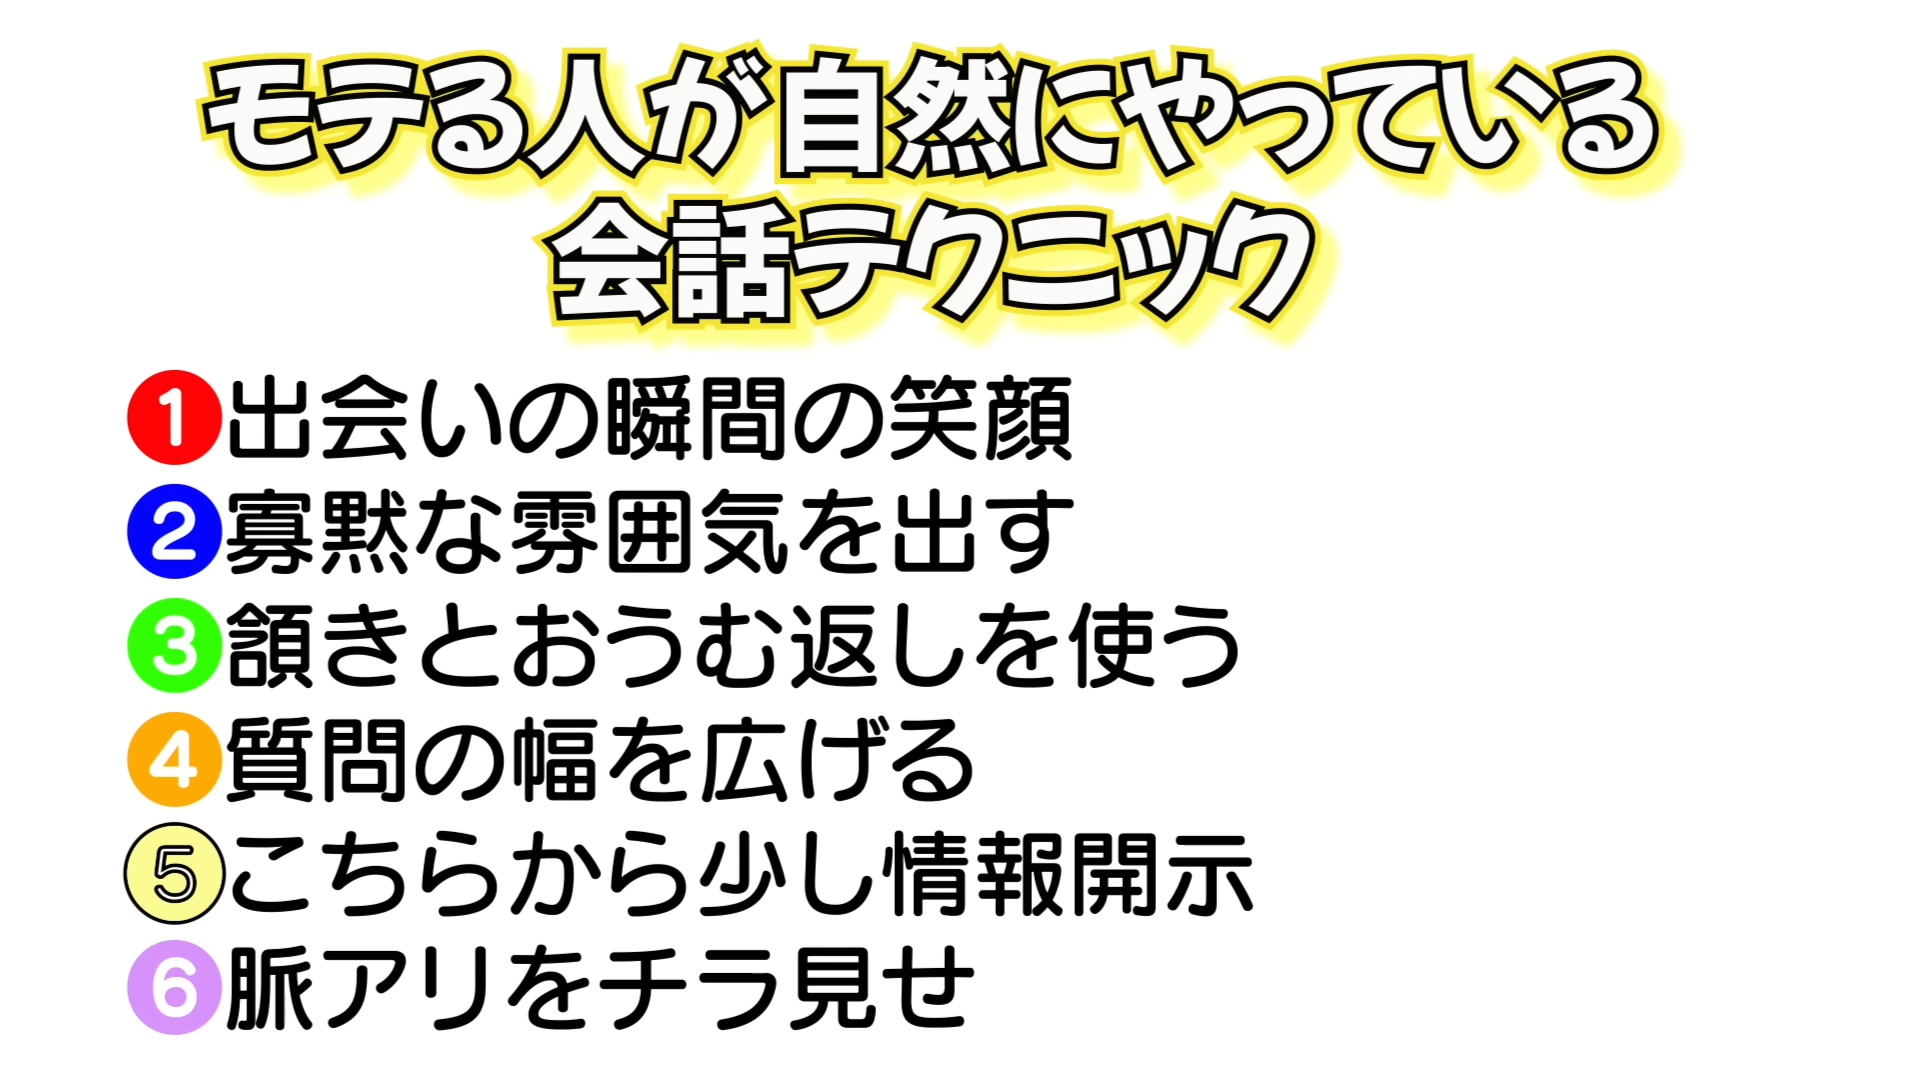 モテる人が自然にやっている
会話テクニック
1出会いの瞬間の笑顔
2寡黙な雰囲気を出す
3頷きとおうむ返しを使う
4質問の幅を広げる
5こちらから少し情報開示
6脈アリをチラ見せ